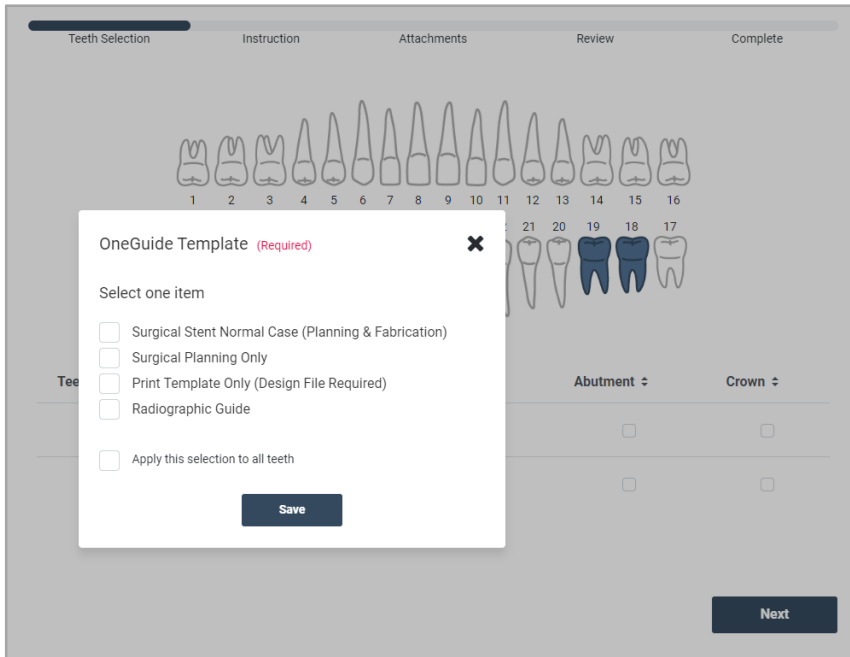 Teeth Selection Instruction Attachments Review Complete
1 2 3 4 5 6 7 8 9 10 11 12 13 14 15 16
21 20 19 18 17
OneGuide Template (Required)
Select one item
Surgical Stent Normal Case (Planning & Fabrication)
Surgical Planning Only
Print Template Only (Design File Required)
Radiographic Guide
Apply this selection to all teeth
Save
Tee
Abutment Crown
Next